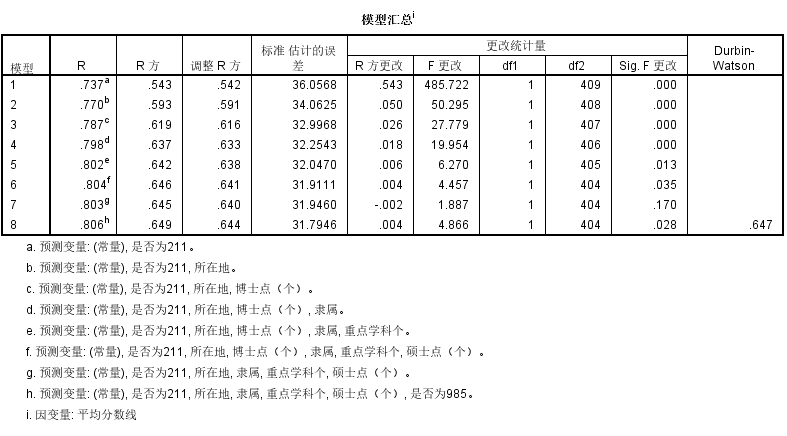 模型汇总i
更改统计量
模型 R R 方 调整 R 方 标准 估计的误差 R 方更改 F 更改 df1 df2 Sig. F 更改 Durbin-Watson
1 .737a .543 .542 36.0568 .543 485.722 1 409 .000
2 .770b .593 .591 34.0625 .050 50.295 1 408 .000
3 .787c .619 .616 32.9968 .026 27.779 1 407 .000
4 .798d .637 .633 32.2543 .018 19.954 1 406 .000
5 .802e .642 .638 32.0470 .006 6.270 1 405 .013
6 .804f .646 .641 31.9111 .004 4.457 1 404 .035
7 .803g .645 .640 31.9460 -.002 1.887 1 404 .170
8 .806h .649 .644 31.7946 .004 4.866 1 404 .028 .647
a. 预测变量: (常量), 是否为211。
b. 预测变量: (常量), 是否为211, 所在地。
c. 预测变量: (常量), 是否为211, 所在地, 博士点（个）。
d. 预测变量: (常量), 是否为211, 所在地, 博士点（个）, 隶属。
e. 预测变量: (常量), 是否为211, 所在地, 博士点（个）, 隶属, 重点学科个。
f. 预测变量: (常量), 是否为211, 所在地, 博士点（个）, 隶属, 重点学科个, 硕士点（个）。
g. 预测变量: (常量), 是否为211, 所在地, 隶属, 重点学科个, 硕士点（个）。
h. 预测变量: (常量), 是否为211, 所在地, 隶属, 重点学科个, 硕士点（个）, 是否为985。
i. 因变量: 平均分数线